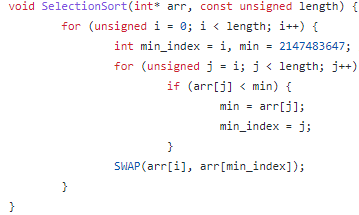 void SelectionSort(int* arr, const unsigned length) {
        for (unsigned i = 0; i < length; i++) {
                int min_index = i, min = 2147483647;
                for (unsigned j = i; j < length; j++)
                        if (arr[j] < min) {
                                min = arr[j];
                                min_index = j;
                        }
                SWAP(arr[i], arr[min_index]);
        }
}